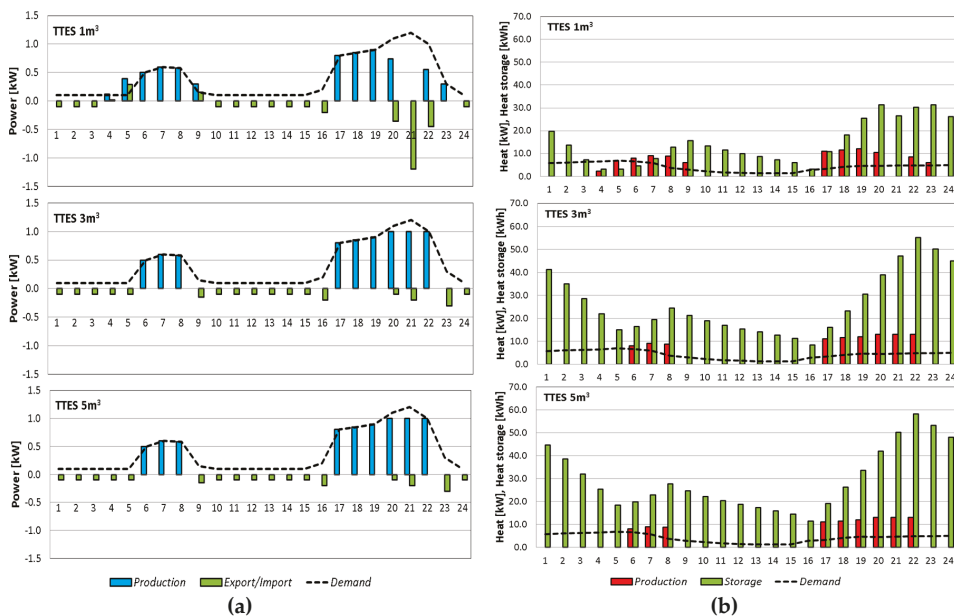 TTES 1m³
Power [kW]
1.5
1.0
0.5
0.0
-0.5
-1.0
1.5
1 2 3 4 5 6 7 8 9 10 11 12 13 14 15 16 17 18 19 20 21 22 23 24
TTES 3m³
Power [kW]
1.5
1.0
0.5
0.0
-0.5
-1.0
1.5
1 2 3 4 5 6 7 8 9 10 11 12 13 14 15 16 17 18 19 20 21 22 23 24
TTES 5m³
Power [kW]
1.5
1.0
0.5
0.0
-0.5
-1.0
1.5
1 2 3 4 5 6 7 8 9 10 11 12 13 14 15 16 17 18 19 20 21 22 23 24
Production Export/Import Demand
(a)
TTES 1m³
Heat [kW], Heat storage [kWh]
70.0
60.0
50.0
40.0
30.0
20.0
10.0
0.0
1 2 3 4 5 6 7 8 9 10 11 12 13 14 15 16 17 18 19 20 21 22 23 24
TTES 3m³
Heat [kW], Heat storage [kWh]
70.0
60.0
50.0
40.0
30.0
20.0
10.0
0.0
1 2 3 4 5 6 7 8 9 10 11 12 13 14 15 16 17 18 19 20 21 22 23 24
TTES 5m³
Heat [kW], Heat storage [kWh]
70.0
60.0
50.0
40.0
30.0
20.0
10.0
0.0
1 2 3 4 5 6 7 8 9 10 11 12 13 14 15 16 17 18 19 20 21 22 23 24
Production Storage Demand
(b)